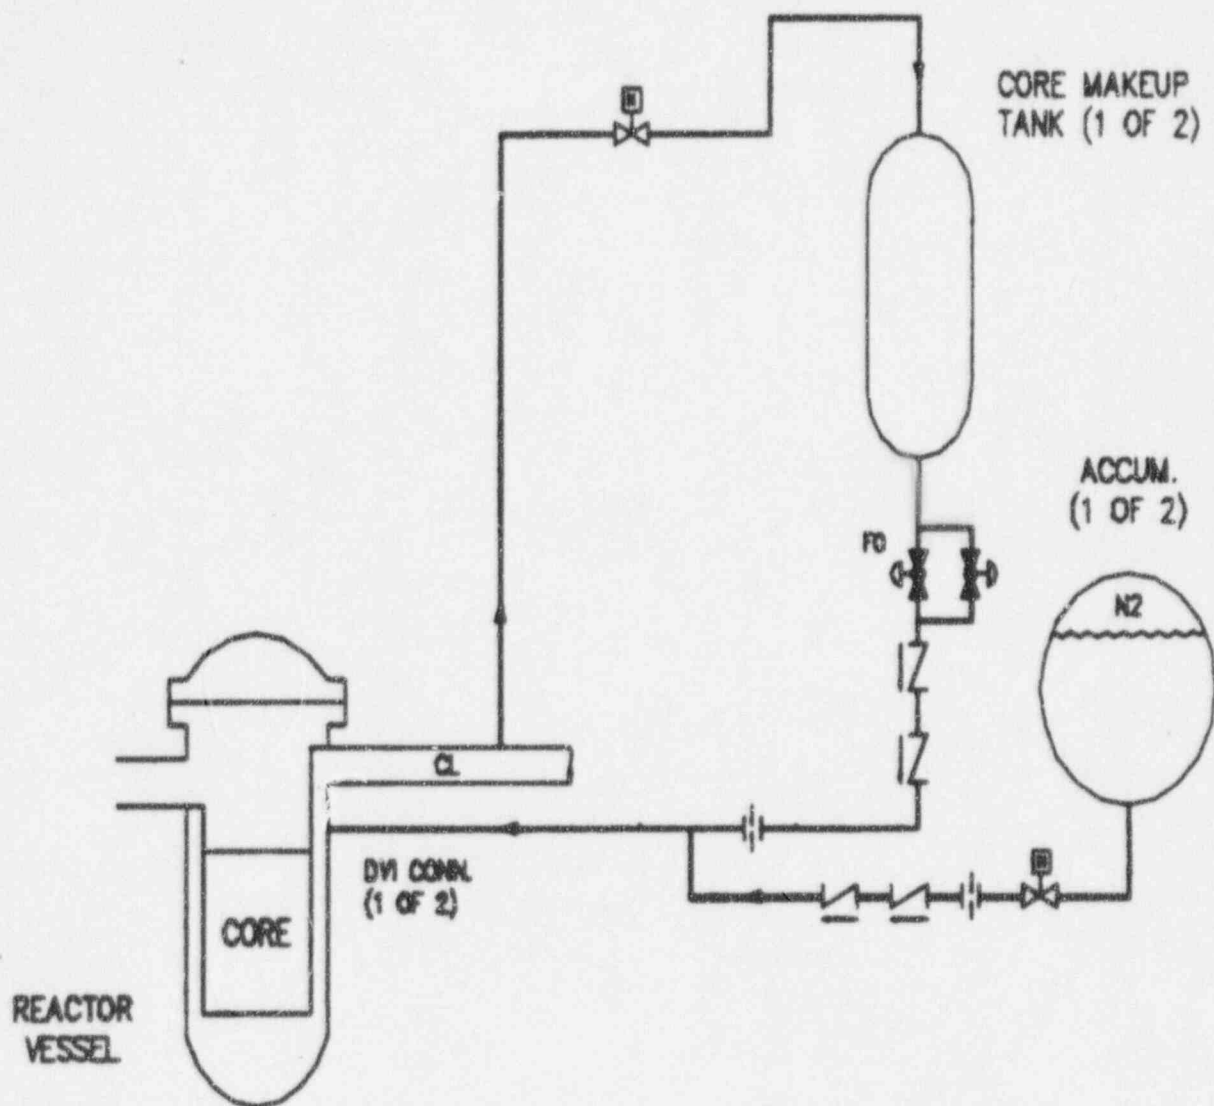 CORE MAKEUP
TANK (1 OF 2)
ACCUM.
(1 OF 2)
FO
N2
CL
DVI CONN.
(1 OF 2)
CORE
REACTOR
VESSEL